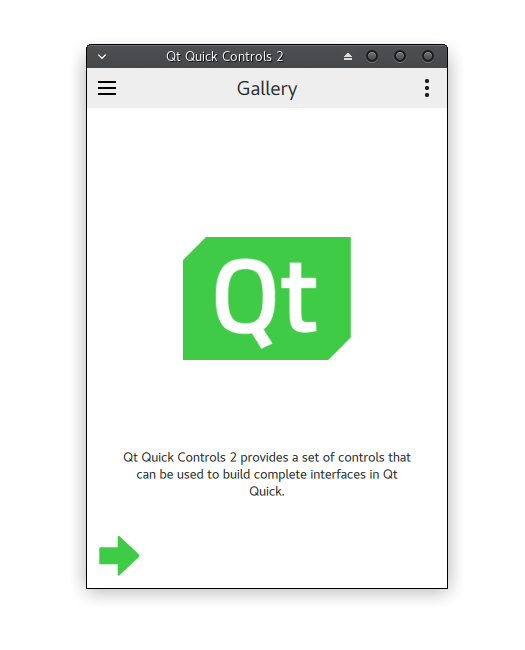 Qt Quick Controls 2
Gallery
Qt
Qt Quick Controls 2 provides a set of controls that
can be used to build complete interfaces in Qt
Quick.